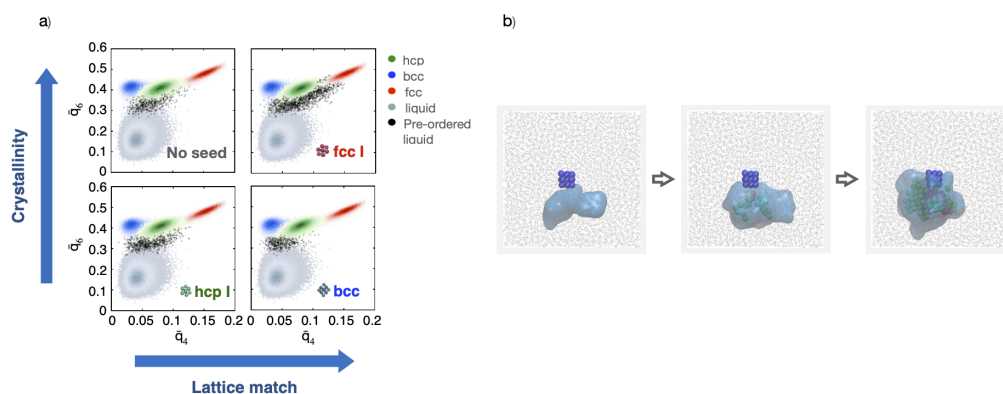 a)
b)
0.6
0.5
0.4
0.3
0.2
0.1
0
q̄6
No seed
fcc I
hcp
bcc
fcc
liquid
Pre-ordered
liquid
Crystallinity
0.6
0.5
0.4
0.3
0.2
0.1
0
q̄6
hcp I
bcc
0 0.05 0.1 0.15 0.2
0 0.05 0.1 0.15 0.2
q̄4
q̄4
Lattice match